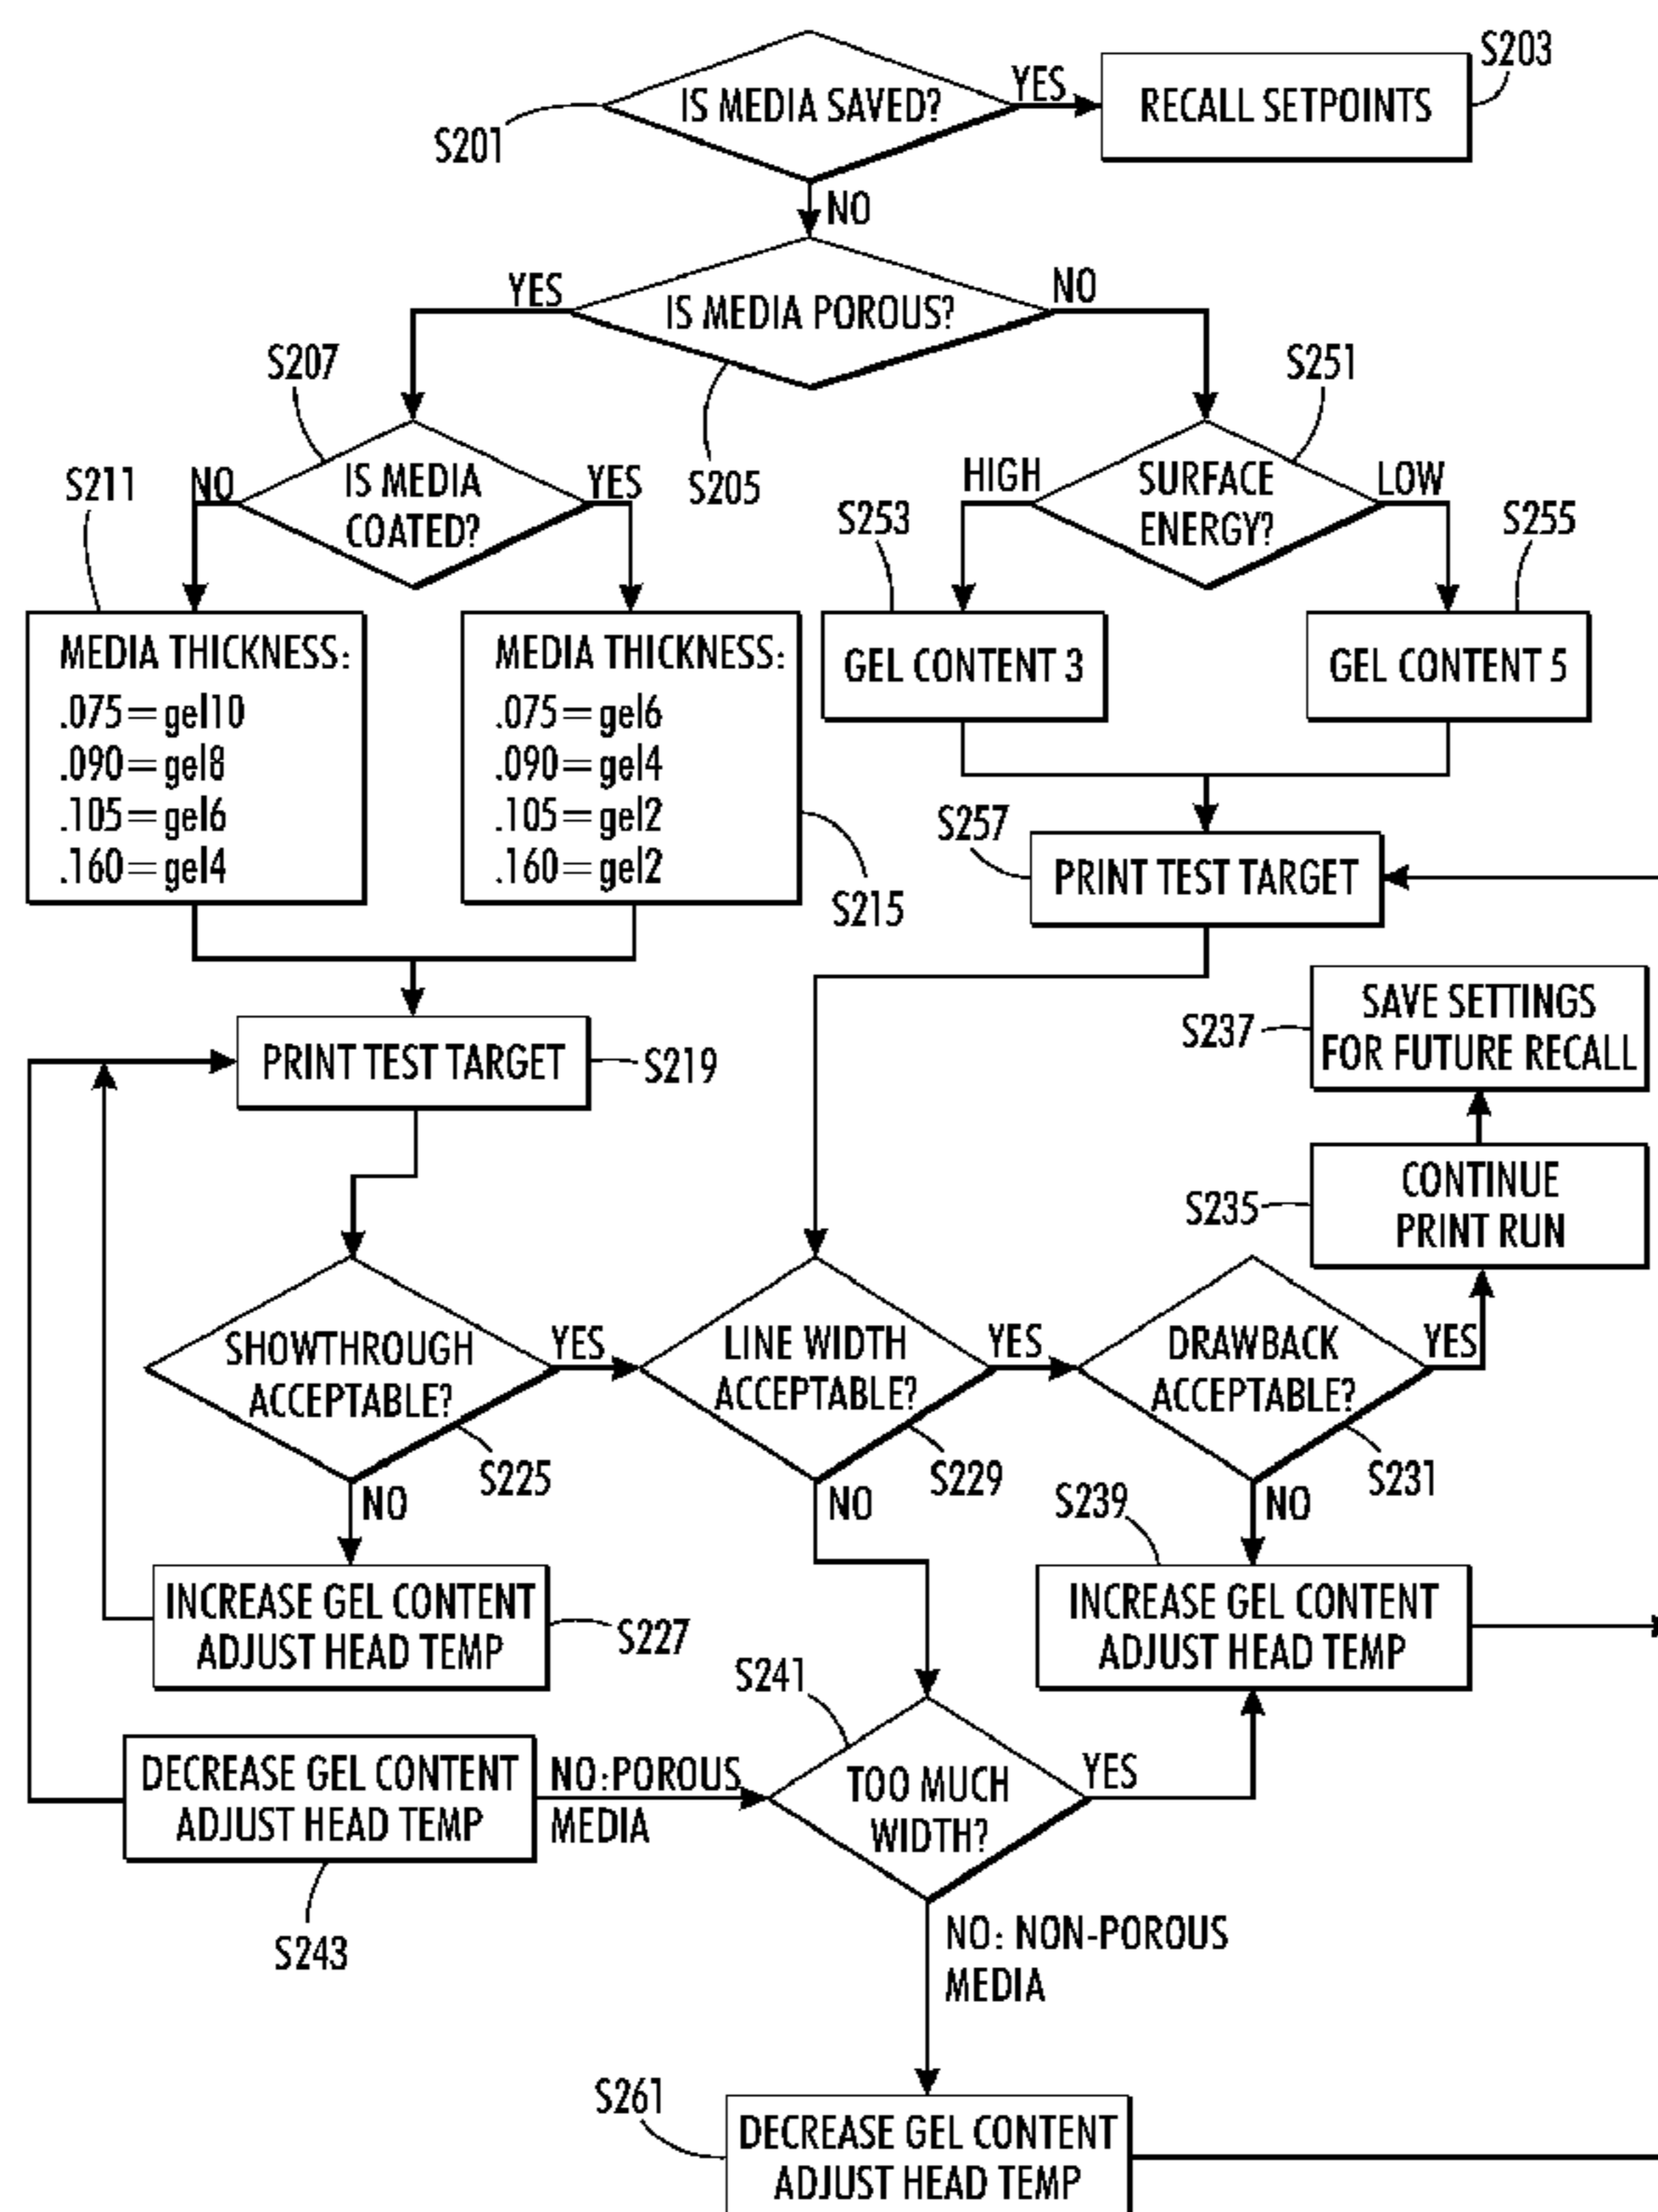 S201
IS MEDIA SAVED?
YES
RECALL SETPOINTS
S203
NO
YES
IS MEDIA POROUS?
NO
S205
S207
IS MEDIA
COATED?
NO
YES
S251
SURFACE
ENERGY?
HIGH
LOW
S211
MEDIA THICKNESS:
.075=gel10
.090=gel8
.105=gel6
.160=gel4
MEDIA THICKNESS:
.075=gel6
.090=gel4
.105=gel2
.160=gel2
S215
S253
GEL CONTENT 3
S255
GEL CONTENT 5
S257
PRINT TEST TARGET
PRINT TEST TARGET
S219
S237
SAVE SETTINGS
FOR FUTURE RECALL
S235
CONTINUE
PRINT RUN
SHOWTHROUGH
ACCEPTABLE?
YES
S225
NO
LINE WIDTH
ACCEPTABLE?
YES
S229
NO
DRAWBACK
ACCEPTABLE?
YES
S231
NO
INCREASE GEL CONTENT
ADJUST HEAD TEMP
S227
S239
INCREASE GEL CONTENT
ADJUST HEAD TEMP
S241
TOO MUCH
WIDTH?
YES
DECREASE GEL CONTENT
ADJUST HEAD TEMP
NO:POROUS
MEDIA
S243
NO: NON-POROUS
MEDIA
S261
DECREASE GEL CONTENT
ADJUST HEAD TEMP